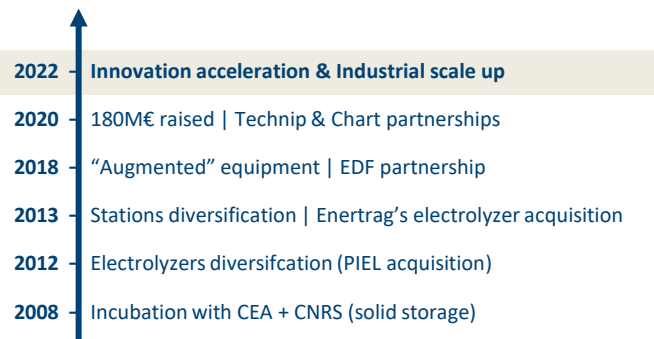 2022 Innovation acceleration & Industrial scale up
2020 180M€ raised | Technip & Chart partnerships
2018 “Augmented” equipment | EDF partnership
2013 Stations diversification | Enertrag’s electrolyzer acquisition
2012 Electrolyzers diversifcation (PIEL acquisition)
2008 Incubation with CEA + CNRS (solid storage)